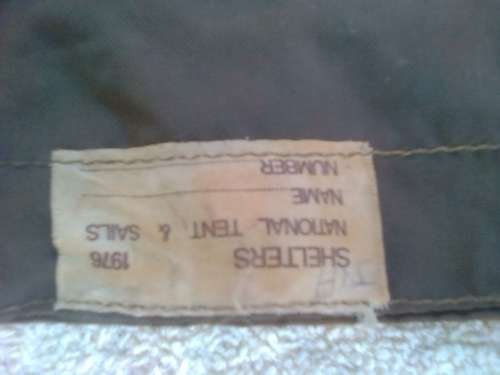 SHELTERS 1976
NATIONAL TENT & SAILS
NAME
NUMBER